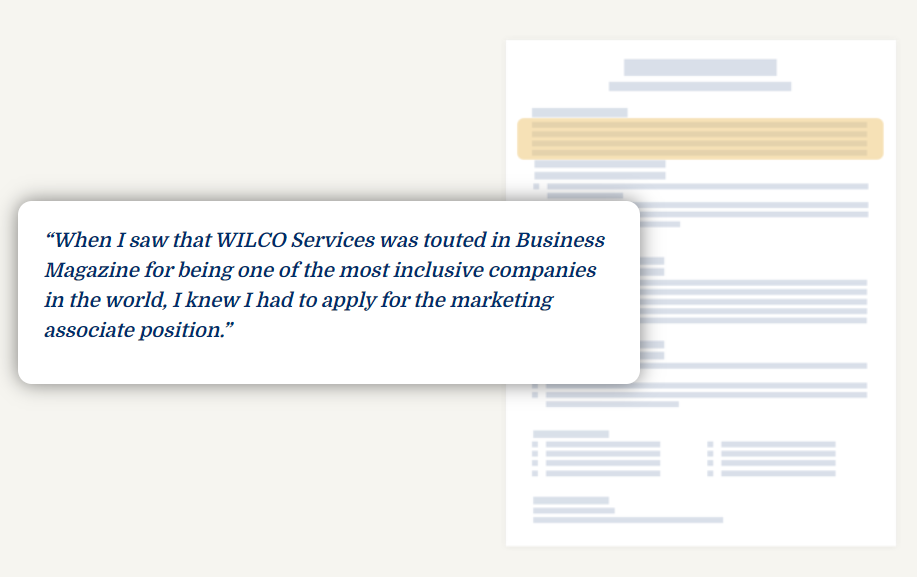 “When I saw that WILCO Services was touted in Business
Magazine for being one of the most inclusive companies
in the world, I knew I had to apply for the marketing
associate position.”